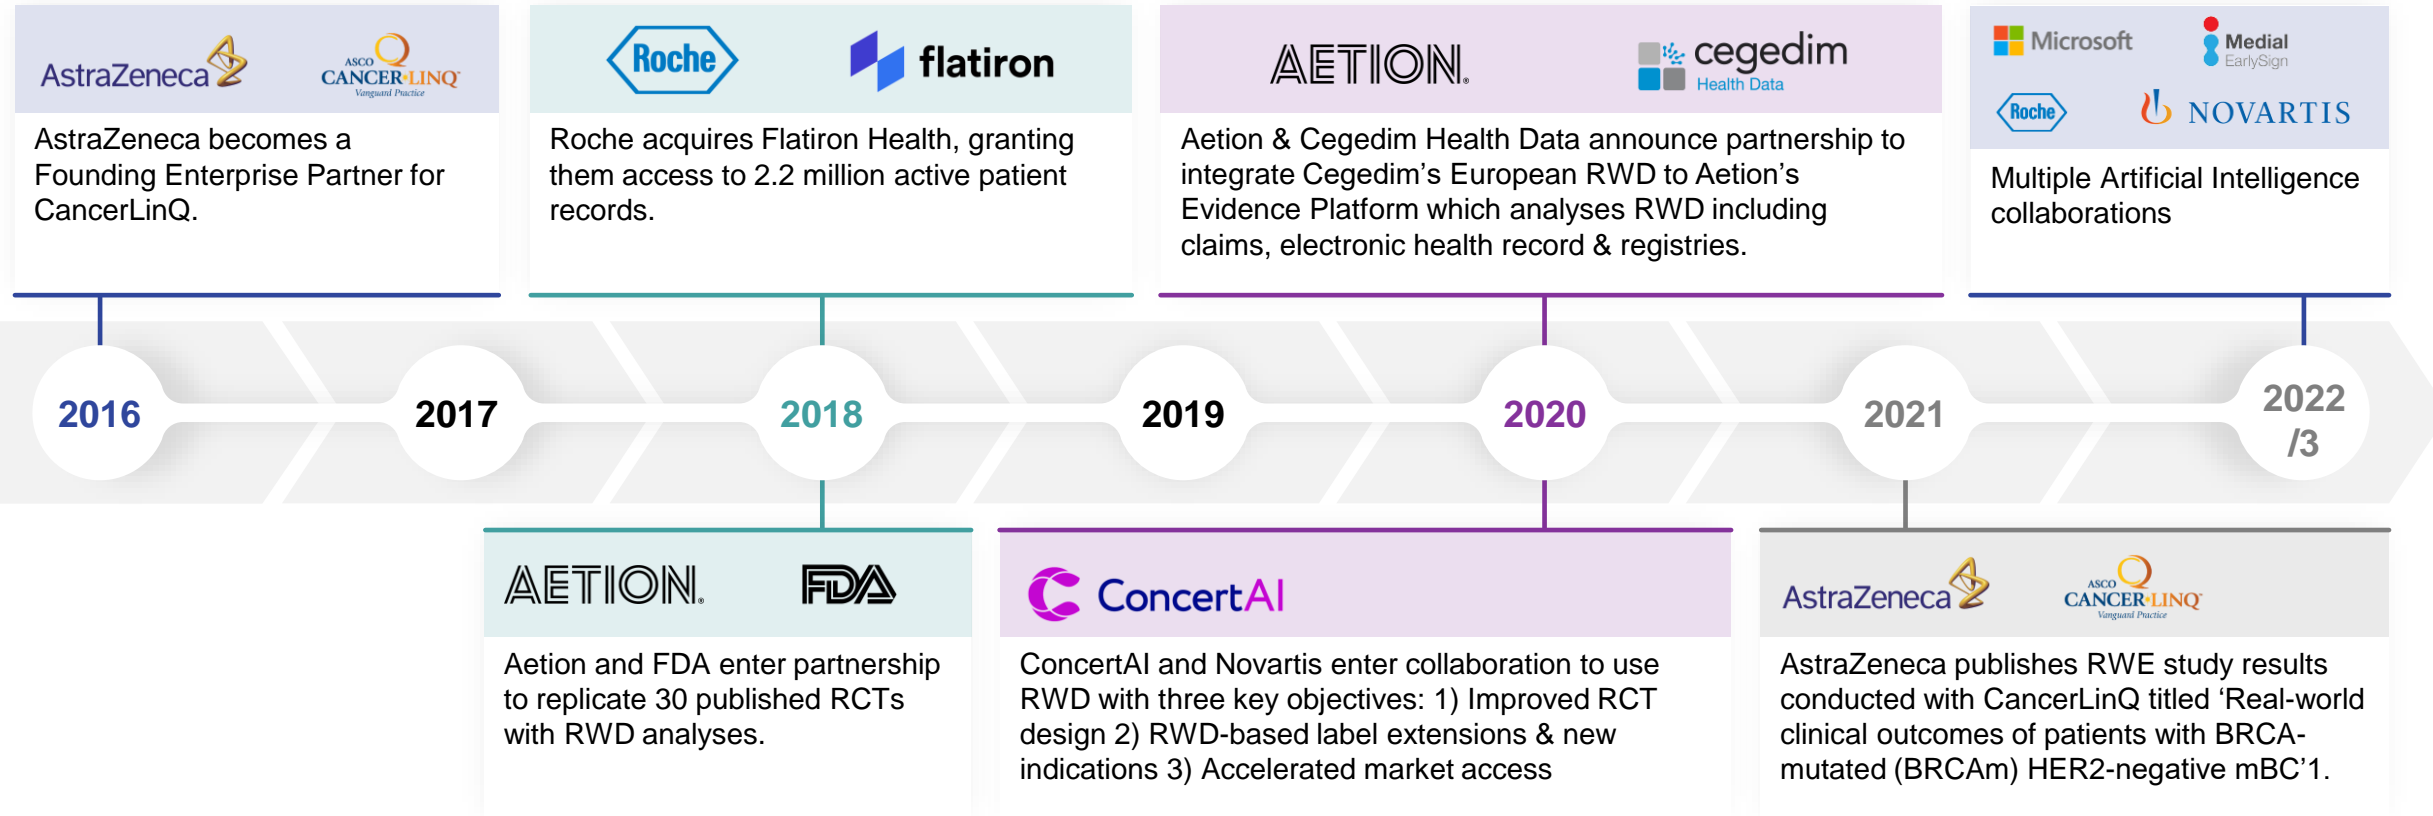 AstraZeneca
ASCO
CANCER LINQ
Vanguard Practice
AstraZeneca becomes a
Founding Enterprise Partner for
CancerLinQ.
Roche
flatiron
Roche acquires Flatiron Health, granting
them access to 2.2 million active patient
records.
AETION®
cegedim
Health Data
Aetion & Cegedim Health Data announce partnership to
integrate Cegedim's European RWD to Aetion's
Evidence Platform which analyses RWD including
claims, electronic health record & registries.
Microsoft
Medial
EarlySign
Roche
NOVARTIS
Multiple Artificial Intelligence
collaborations
2016
2017
2018
2019
2020
2021
2022
/3
AETION®
FDA
Aetion and FDA enter partnership
to replicate 30 published RCTs
with RWD analyses.
ConcertAI
ConcertAI and Novartis enter collaboration to use
RWD with three key objectives: 1) Improved RCT
design 2) RWD-based label extensions & new
indications 3) Accelerated market access
AstraZeneca
ASCO
CANCER LINQ
Vanguard Practice
AstraZeneca publishes RWE study results
conducted with CancerLinQ titled ‘Real-world
clinical outcomes of patients with BRCA-
mutated (BRCAm) HER2-negative mBC’1.